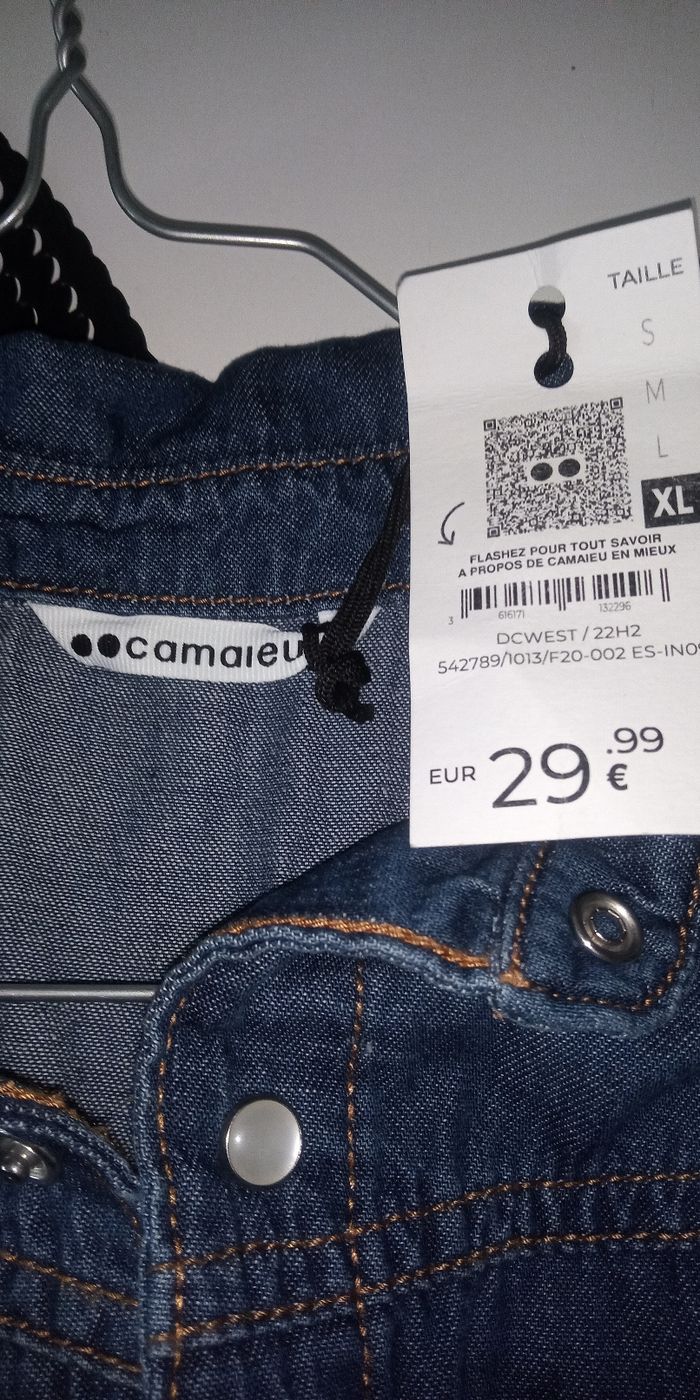 TAILLE
S
M
L
XL
FLASHEZ POUR TOUT SAVOIR
A PROPOS DE CAMAIEU EN MIEUX
3 616171 132296
DCWEST / 22H2
542789/1013/F20-002 ES-IN09
EUR 29.99 €
camaieu